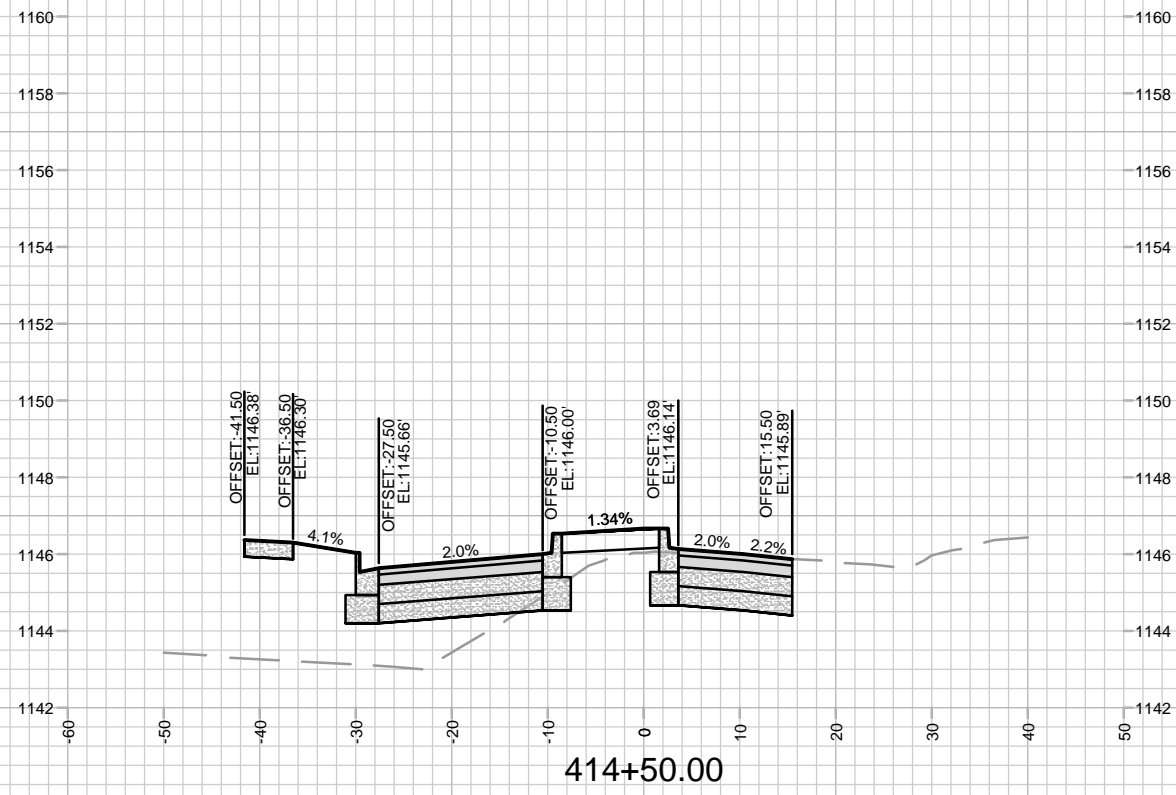 1160 1160
1158 1158
1156 1156
1154 1154
1152 1152
1150 1150
OFFSET:-41.50
EL:1146.38'
OFFSET:-36.50
EL:1146.30'
OFFSET:-27.50
EL:1145.66'
OFFSET:-10.50
EL:1146.00'
OFFSET:3.69
EL:1146.14'
OFFSET:15.50
EL:1145.89'
1148 1148
4.1% 2.0% 1.34% 2.0% 2.2%
1146 1146
1144 1144
1142 1142
-60 -50 -40 -30 -20 -10 0 10 20 30 40 50
414+50.00